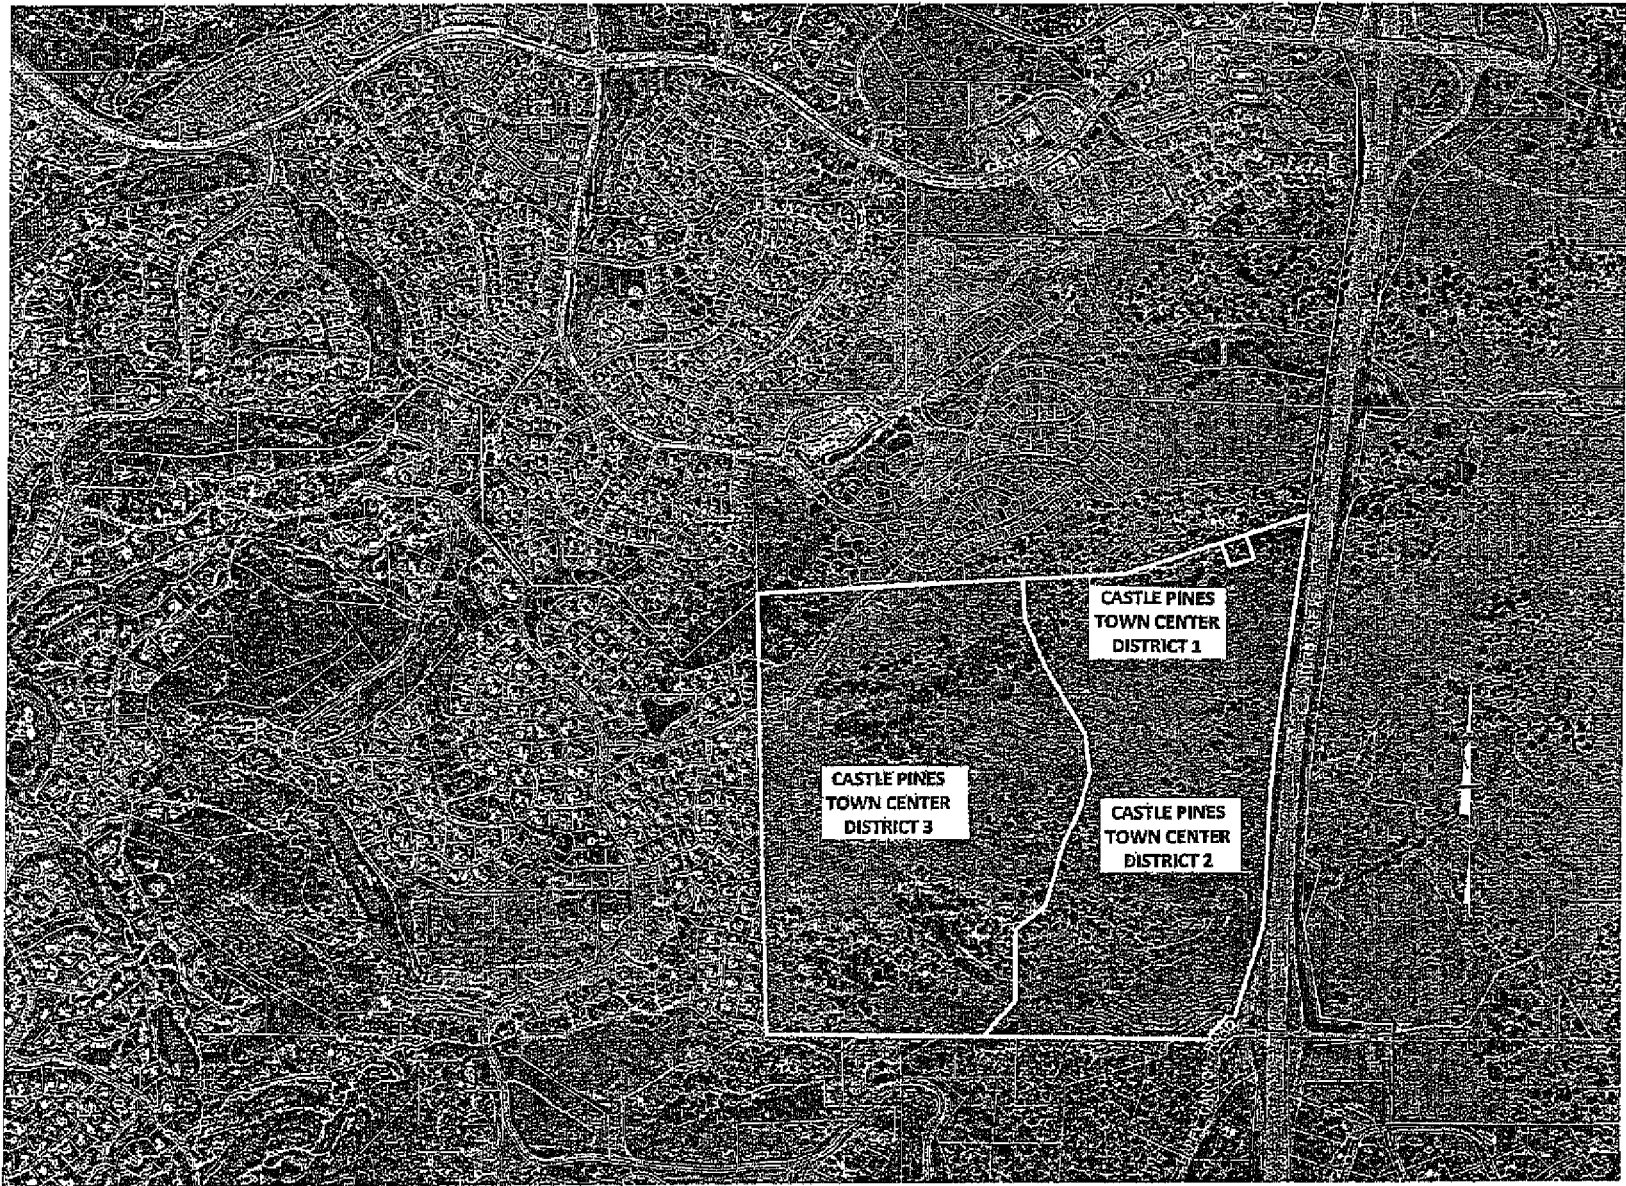 CASTLE PINES
TOWN CENTER
DISTRICT 1
CASTLE PINES
TOWN CENTER
DISTRICT 3
CASTLE PINES
TOWN CENTER
DISTRICT 2